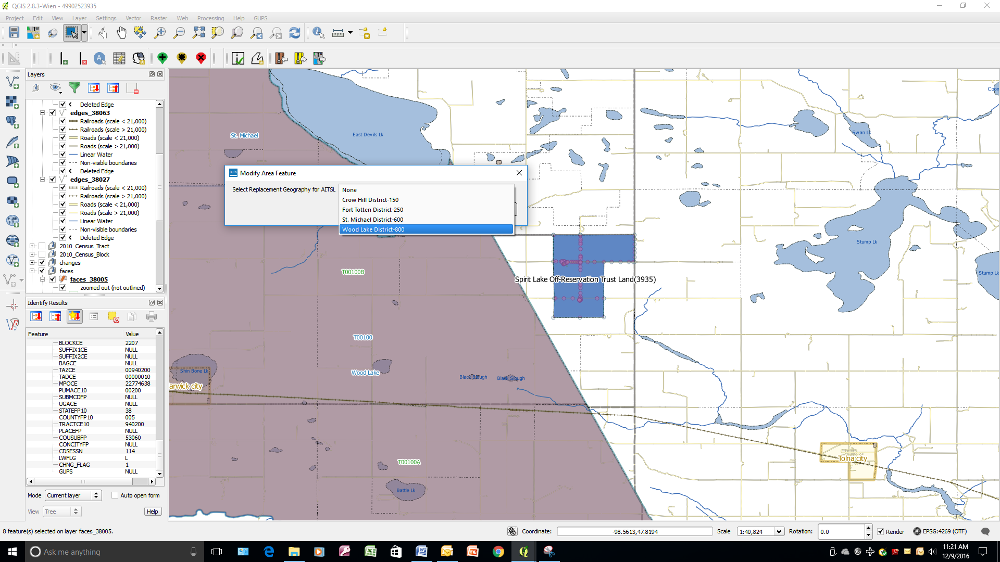 QGIS 2.8.3-Wien - 49902523935
Project Edit View Layer Settings Vector Raster Web Processing Help GUPS
Layers
Deleted Edge
edges_38063
Railroads (scale < 21,000)
Railroads (scale > 21,000)
Roads (scale < 21,000)
Roads (scale > 21,000)
Linear Water
Non-visible boundaries
Deleted Edge
edges_38027
Railroads (scale < 21,000)
Railroads (scale > 21,000)
Roads (scale < 21,000)
Roads (scale > 21,000)
Linear Water
Non-visible boundaries
Deleted Edge
2010_Census_Tract
2010_Census_Block
changes
faces
faces_38005
zoomed out (not outlined)
Identify Results
Feature Value
BLOCKCE 2207
SUFFIX1CE NULL
SUFFIX2CE NULL
BAGCE NULL
TAZCE 00940200
TADCE 00000010
MPOCE 22774638
PUMACE10 00200
SUBMCDFP NULL
UGACE NULL
STATEFP10 38
COUNTYFP10 005
TRACTCE10 940200
PLACEFP NULL
COUSUBFP 53060
CONCITYFP NULL
CDSESSN 114
LWFLG L
CHNG_FLAG 1
GUPS NULL
Mode Current layer Auto open form
View Tree Help
St. Michael
East Devils Lk
Swan Lk
Coon
Modify Area Feature
Select Replacement Geography for AITSL
None
Crow Hill District-150
Fort Totten District-250
St. Michael District-600
Wood Lake District-800
Stump Lk
Stump Lk
T00100B
Spirit Lake Off-Reservation Trust Land(3935)
T00100
Shin Bone Lk
Wood Lake
Black Slough
Black Slough
arwick city
T00100A
Tolna city
Battle Lk
8 feature(s) selected on layer faces_38005.
Coordinate: -98.5613,47.8194 Scale 1:40,824 Rotation: 0.0 Render EPSG:4269 (OTF)
Ask me anything
11:21 AM
12/9/2016